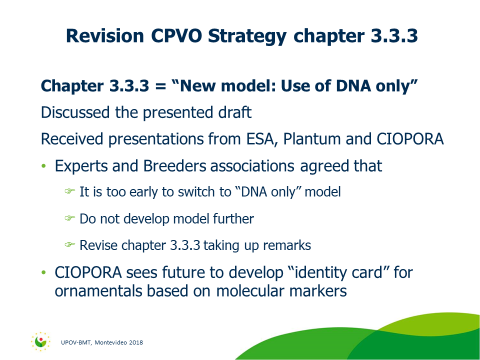 Revision CPVO Strategy chapter 3.3.3
Chapter 3.3.3 = “New model: Use of DNA only”
Discussed the presented draft
Received presentations from ESA, Plantum and CIOPORA
• Experts and Breeders associations agreed that
☞ It is too early to switch to “DNA only” model
☞ Do not develop model further
☞ Revise chapter 3.3.3 taking up remarks
• CIOPORA sees future to develop “identity card” for
ornamentals based on molecular markers
UPOV-BMT, Montevideo 2018